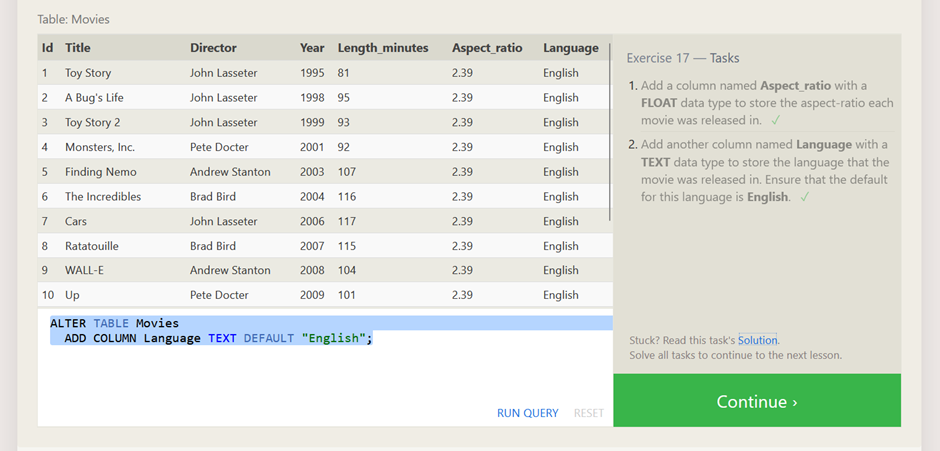 Table: Movies
Id Title Director Year Length_minutes Aspect_ratio Language
1 Toy Story John Lasseter 1995 81 2.39 English
2 A Bug's Life John Lasseter 1998 95 2.39 English
3 Toy Story 2 John Lasseter 1999 93 2.39 English
4 Monsters, Inc. Pete Docter 2001 92 2.39 English
5 Finding Nemo Andrew Stanton 2003 107 2.39 English
6 The Incredibles Brad Bird 2004 116 2.39 English
7 Cars John Lasseter 2006 117 2.39 English
8 Ratatouille Brad Bird 2007 115 2.39 English
9 WALL-E Andrew Stanton 2008 104 2.39 English
10 Up Pete Docter 2009 101 2.39 English
ALTER TABLE Movies
ADD COLUMN Language TEXT DEFAULT "English";
RUN QUERY RESET
Exercise 17 — Tasks
1. Add a column named Aspect_ratio with a
FLOAT data type to store the aspect-ratio each
movie was released in. ✓
2. Add another column named Language with a
TEXT data type to store the language that the
movie was released in. Ensure that the default
for this language is English. ✓
Stuck? Read this task's Solution.
Solve all tasks to continue to the next lesson.
Continue ›